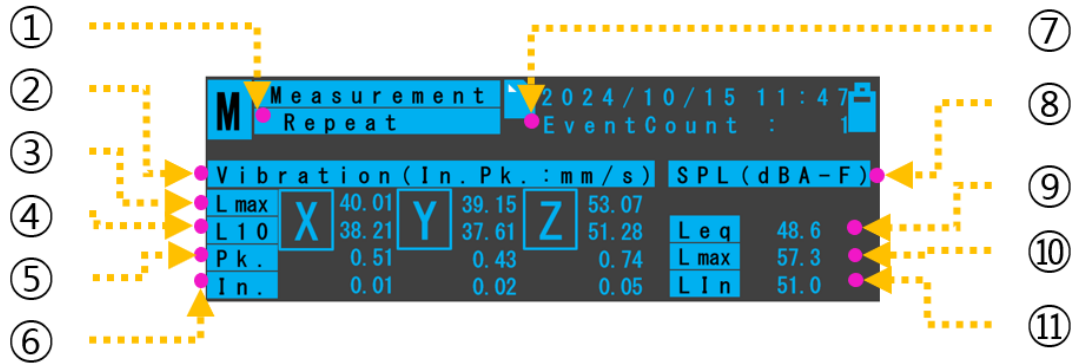 ① ⑦
② M Measurement 2024/10/15 11:47 ⑧
Repeat EventCount : 1
③ Vibration(In.Pk.:mm/s) SPL(dBA-F) ⑨
④ Lmax X 40.01 Y 39.15 Z 53.07
L10 38.21 37.61 51.28 Leq 48.6
⑤ Pk. 0.51 0.43 0.74 Lmax 57.3 ⑩
In. 0.01 0.02 0.05 LIn 51.0
⑥ ⑪